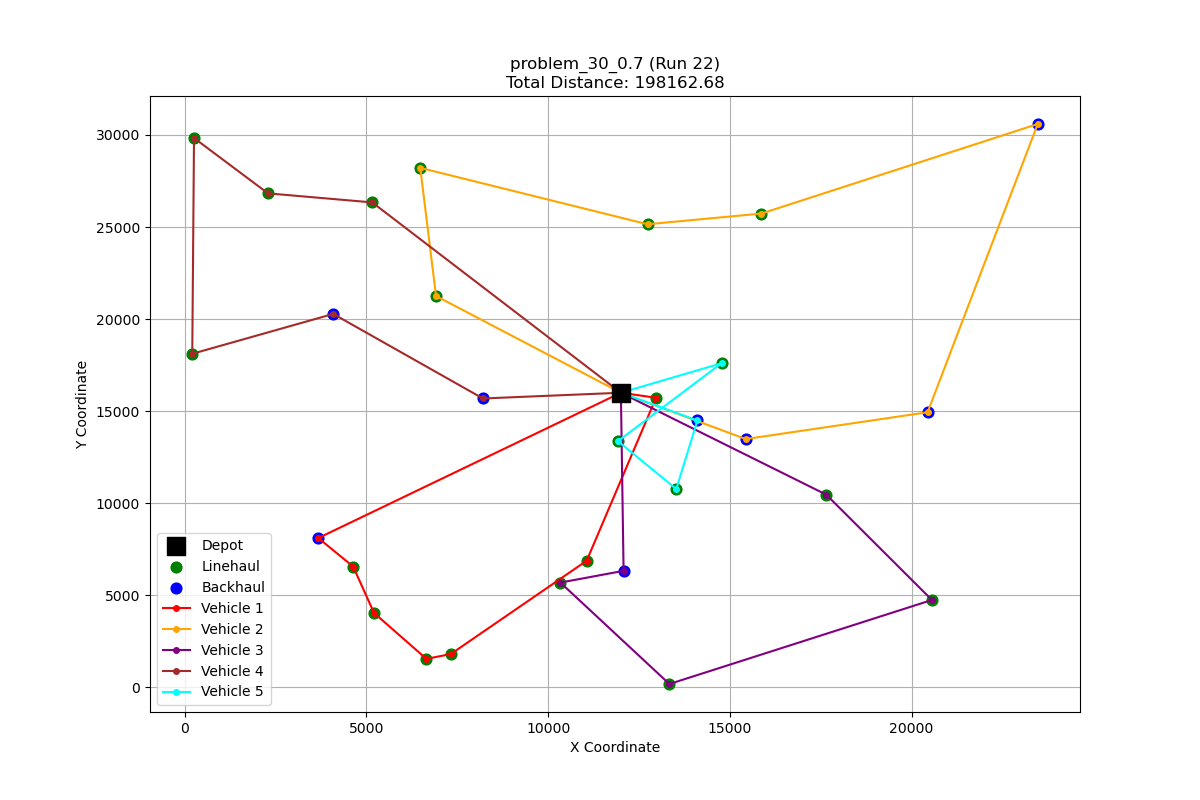 problem_30_0.7 (Run 22)
Total Distance: 198162.68
30000
25000
20000
15000
10000
5000
0
Y Coordinate
Depot
Linehaul
Backhaul
Vehicle 1
Vehicle 2
Vehicle 3
Vehicle 4
Vehicle 5
0
5000
10000
15000
20000
X Coordinate